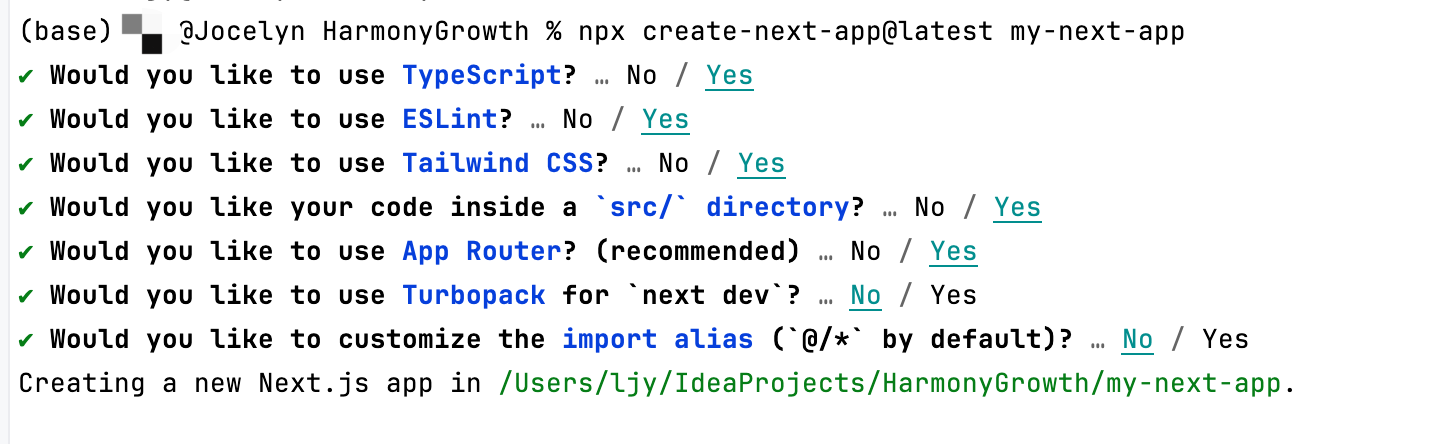 (base) @Jocelyn HarmonyGrowth % npx create-next-app@latest my-next-app
✔ Would you like to use TypeScript? … No / Yes
✔ Would you like to use ESLint? … No / Yes
✔ Would you like to use Tailwind CSS? … No / Yes
✔ Would you like your code inside a `src/` directory? … No / Yes
✔ Would you like to use App Router? (recommended) … No / Yes
✔ Would you like to use Turbopack for `next dev`? … No / Yes
✔ Would you like to customize the import alias (`@/*` by default)? … No / Yes
Creating a new Next.js app in /Users/ljy/IdeaProjects/HarmonyGrowth/my-next-app.